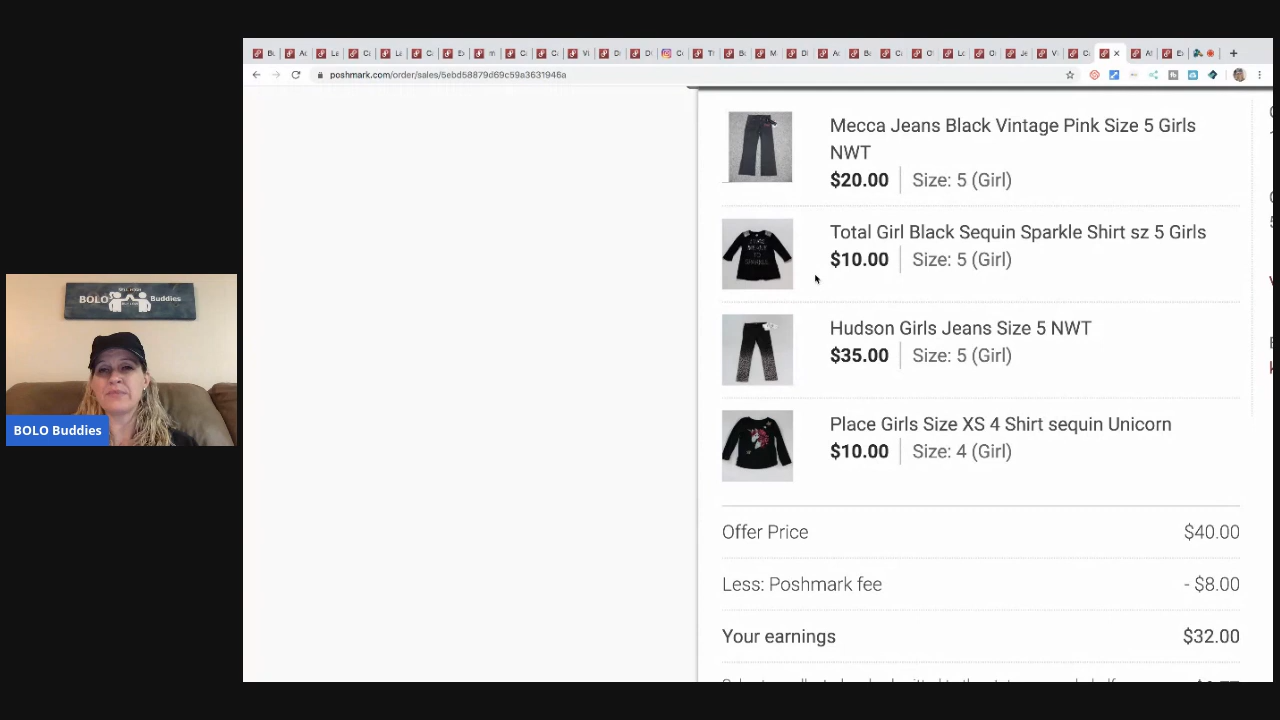 poshmark.com/order/sales/5ebd58879d69c59a3631946a
Mecca Jeans Black Vintage Pink Size 5 Girls
NWT
$20.00 Size: 5 (Girl)
Total Girl Black Sequin Sparkle Shirt sz 5 Girls
$10.00 Size: 5 (Girl)
Hudson Girls Jeans Size 5 NWT
$35.00 Size: 5 (Girl)
Place Girls Size XS 4 Shirt sequin Unicorn
$10.00 Size: 4 (Girl)
Offer Price $40.00
Less: Poshmark fee - $8.00
Your earnings $32.00
BOLO Buddies
BOLO Buddies